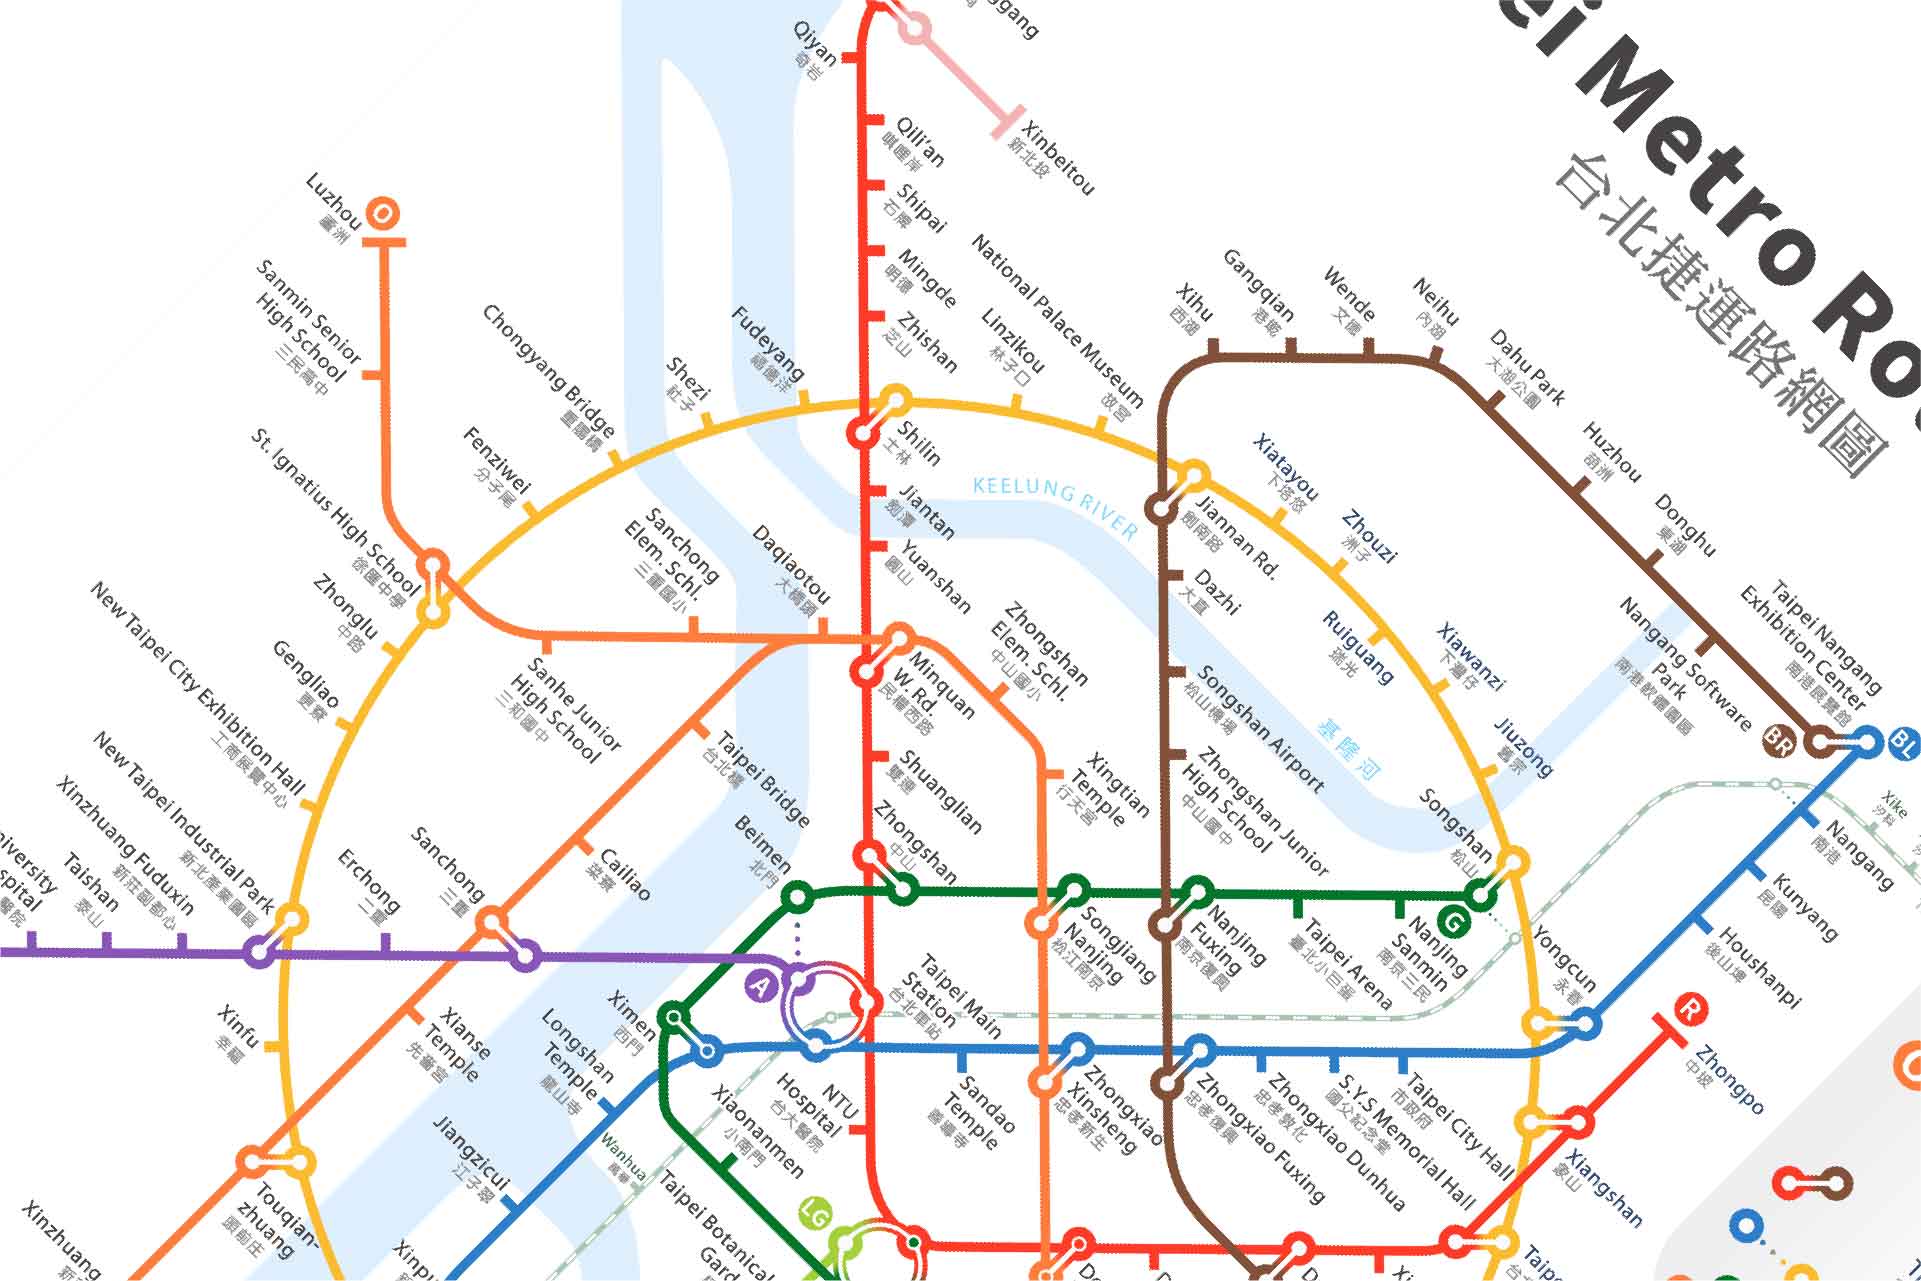 ei Metro Ro
台北捷運路網圖
Qiyan
奇岩
Xinbeitou
新北投
Qili'an
唭哩岸
Shipai
石牌
Mingde
明德
Zhishan
芝山
Luzhou
蘆洲
O
Sanmin Senior
High School
三民高中
St. Ignatius High School
徐匯中學
Chongyang Bridge
重陽橋
Fenziwei
分子尾
Shezi
社子
Fudeyang
福德洋
Shilin
士林
Linzikou
林子口
National Palace Museum
故宮
Xihu
西湖
Gangqian
港墘
Wende
文德
Neihu
內湖
Dahu Park
大湖公園
Huzhou
葫洲
Donghu
東湖
Nangang Software
Park
南港軟體園區
Taipei Nangang
Exhibition Center
南港展覽館
BR
BL
KEELUNG RIVER
基隆河
Jiannan Rd.
劍南路
Xiatayou
下塔悠
Zhouzi
洲子
Ruiguang
瑞光
Xiawanzi
下灣仔
Jiuzong
舊宗
Jiantan
劍潭
Yuanshan
圓山
Dazhi
大直
Zhonglu
中路
Gengliao
更寮
New Taipei City Exhibition Hall
工商展覽中心
New Taipei Industrial Park
新北產業園區
Xinzhuang Fuduxin
新莊副都心
Taishan
泰山
niversity
spital
醫院
Sanhe Junior
High School
三和國中
Sanchong
Elem. Schl.
三重國小
Daqiaotou
大橋頭
Minquan
W. Rd.
民權西路
Zhongshan
Elem. Schl.
中山國小
Taipei Bridge
台北橋
Shuanglian
雙連
Xingtian
Temple
行天宮
Songshan Airport
松山機場
Zhongshan Junior
High School
中山國中
Songshan
松山
Xike
汐科
Nangang
南港
Kunyang
昆陽
Houshanpi
後山埤
Yongcun
永春
Erchong
二重
Sanchong
三重
Cailiao
菜寮
Beimen
北門
Zhongshan
中山
Songjiang
Nanjing
松江南京
Nanjing
Fuxing
南京復興
Taipei Arena
臺北小巨蛋
Nanjing
Sanmin
南京三民
G
A
Taipei Main
Station
台北車站
Xinfu
幸福
Xianse
Temple
先嗇宮
Ximen
西門
Longshan
Temple
龍山寺
Jiangzicui
江子翠
Wanhua
萬華
Xiaonanmen
小南門
NTU
Hospital
台大醫院
Sandao
Temple
善導寺
Zhongxiao
Xinsheng
忠孝新生
Zhongxiao Fuxing
忠孝復興
Zhongxiao Dunhua
忠孝敦化
S.Y.S Memorial Hall
國父紀念堂
Taipei City Hall
市政府
R
Zhongpo
中坡
Xiangshan
象山
Touqian-
zhuang
頭前庄
Xinzhuang
Taipei Botanical
LG